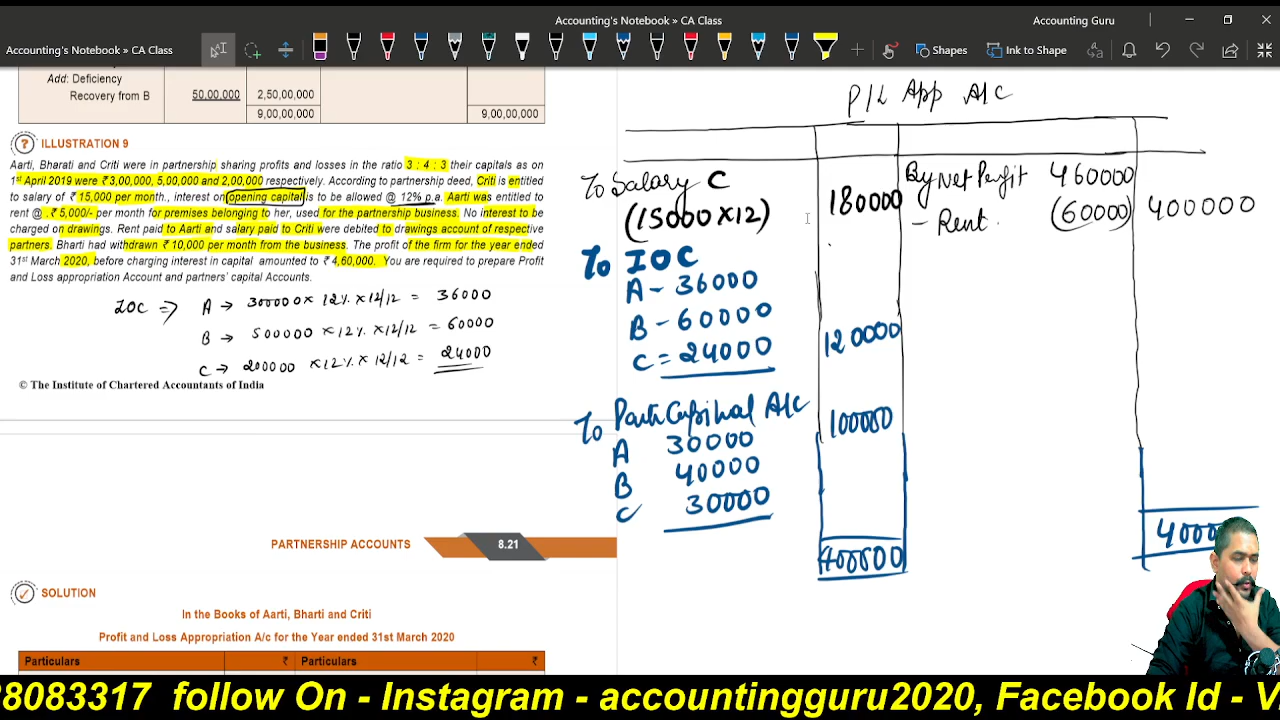 Accounting's Notebook » CA Class
Accounting Guru
Accounting's Notebook » CA Class
Shapes
Ink to Shape
Add: Deficiency
Recovery from B 50,00,000 2,50,00,000
9,00,00,000 9,00,00,000
ILLUSTRATION 9
Aarti, Bharati and Criti were in partnership sharing profits and losses in the ratio 3 : 4 : 3 their capitals as on
1st April 2019 were ₹ 3,00,000, 5,00,000 and 2,00,000 respectively. According to partnership deed, Criti is entitled
to salary of ₹ 15,000 per month., interest on opening capital is to be allowed @ 12% p.a. Aarti was entitled to
rent @ . ₹ 5,000/- per month for premises belonging to her, used for the partnership business. No interest to be
charged on drawings. Rent paid to Aarti and salary paid to Criti were debited to drawings account of respective
partners. Bharti had withdrawn ₹ 10,000 per month from the business. The profit of the firm for the year ended
31st March 2020, before charging interest in capital amounted to ₹ 4,60,000. You are required to prepare Profit
and Loss appropriation Account and partners' capital Accounts.
IOC ⇒ A → 300000 × 12% × 12/12 = 36000
B → 500000 × 12% × 12/12 = 60000
C → 200000 × 12% × 12/12 = 24000
© The Institute of Chartered Accountants of India
PARTNERSHIP ACCOUNTS 8.21
SOLUTION
In the Books of Aarti, Bharti and Criti
Profit and Loss Appropriation A/c for the Year ended 31st March 2020
Particulars ₹ Particulars ₹
P/L App A/C
To Salary C 180000
(15000×12)
To IOC
A - 36000
B - 60000
C = 24000 120000
To Part Capital A/c 100000
A 30000
B 40000
C 30000
400000
By Net Profit 460000
- Rent. (60000) 400000
28083317 follow On - Instagram - accountingguru2020, Facebook Id - V